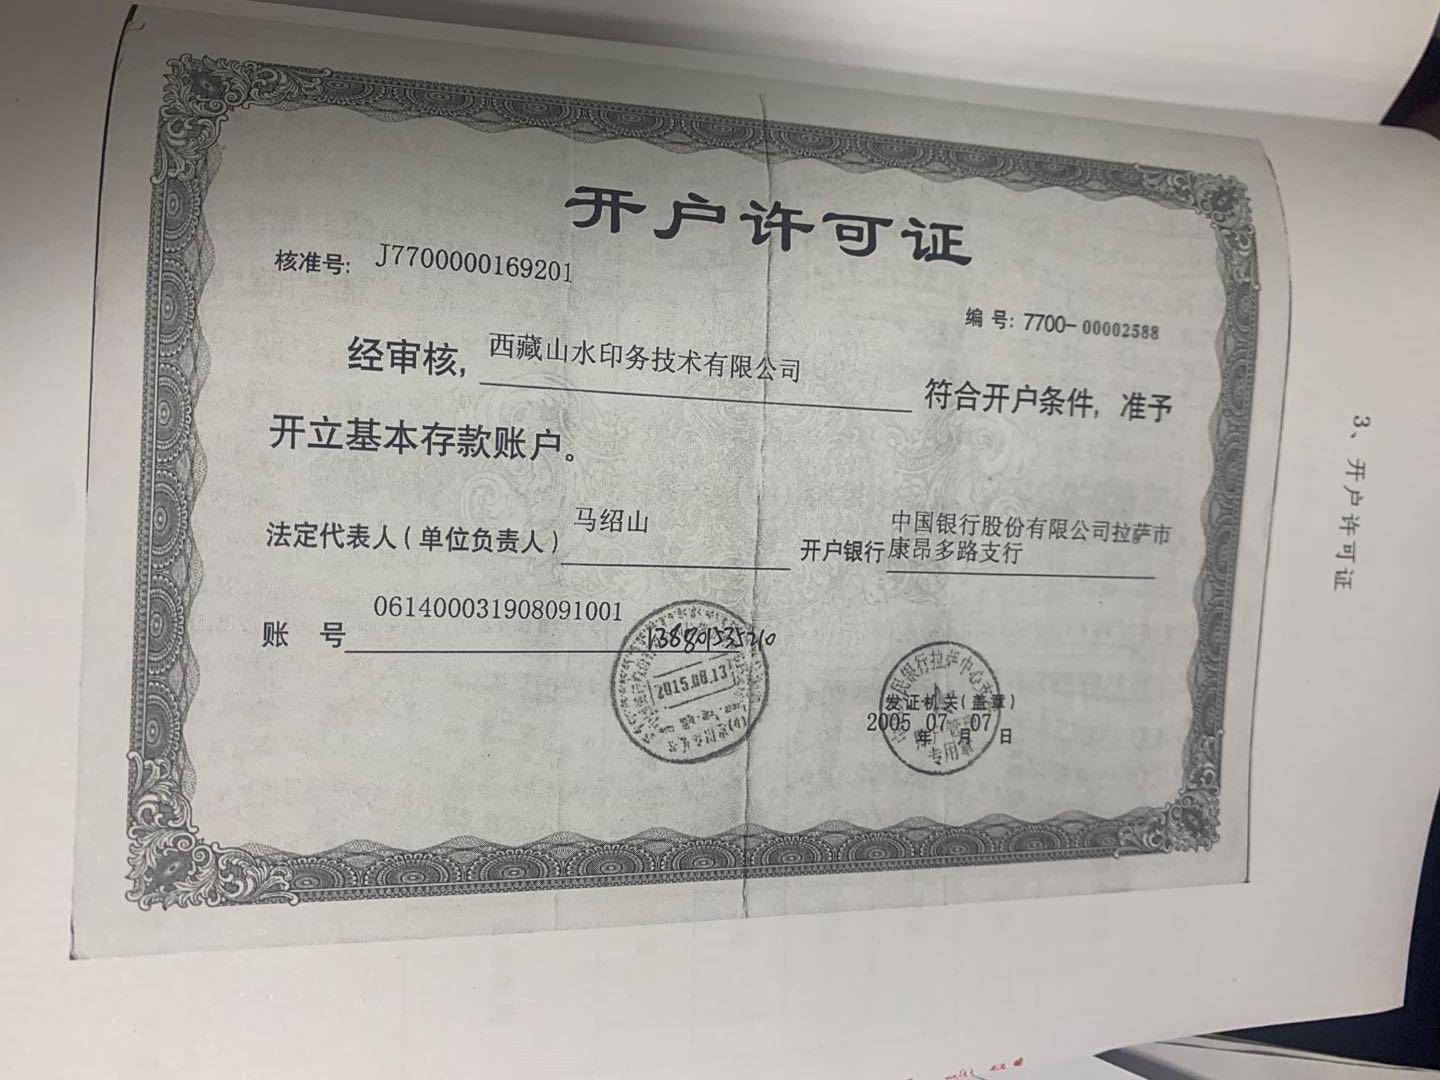 开户许可证
核准号: J7700000169201
编号: 7700-00002588
经审核, 西藏山水印务技术有限公司 符合开户条件, 准予
开立基本存款账户。
法定代表人(单位负责人) 马绍山 开户银行 中国银行股份有限公司拉萨市
康昂多路支行
账 号 061400031908091001
2015.08.13
发证机关(盖章)
2005 年 07 月 07 日
专用章
3、开户许可证